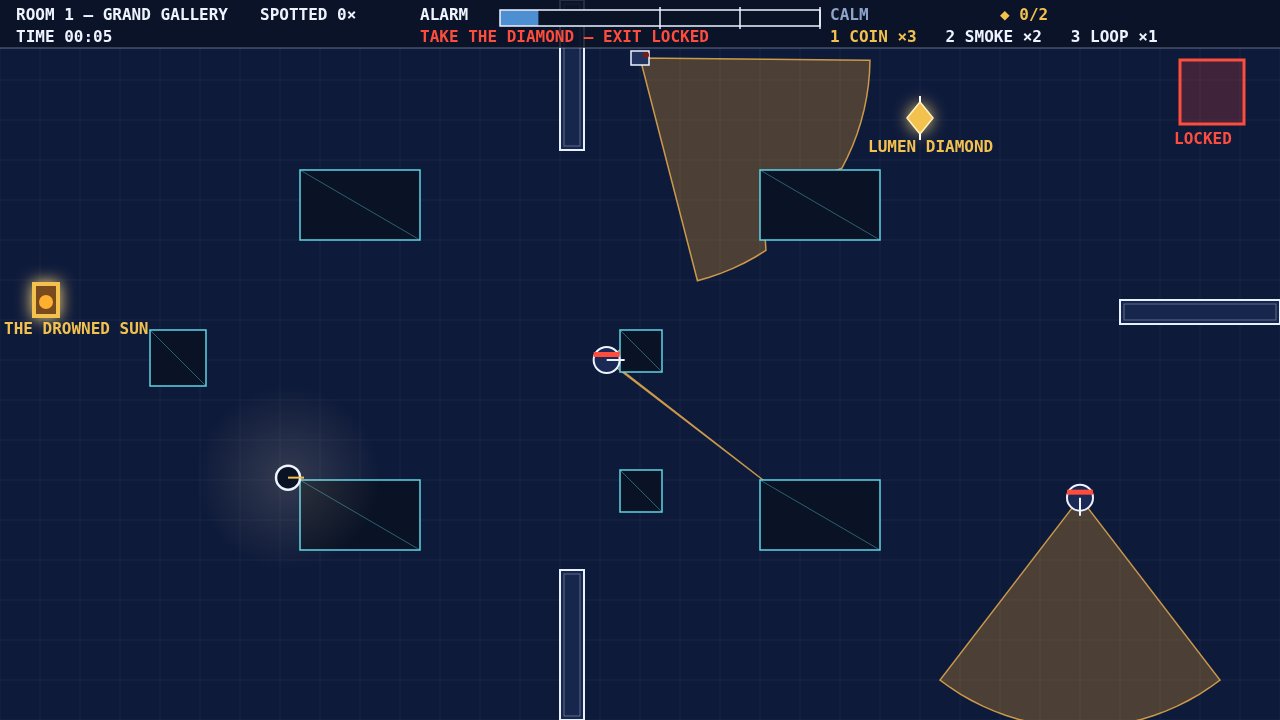 ROOM 1 — GRAND GALLERY SPOTTED 0× ALARM CALM ◆ 0/2
TIME 00:05 TAKE THE DIAMOND — EXIT LOCKED 1 COIN ×3 2 SMOKE ×2 3 LOOP ×1
LOCKED
LUMEN DIAMOND
THE DROWNED SUN